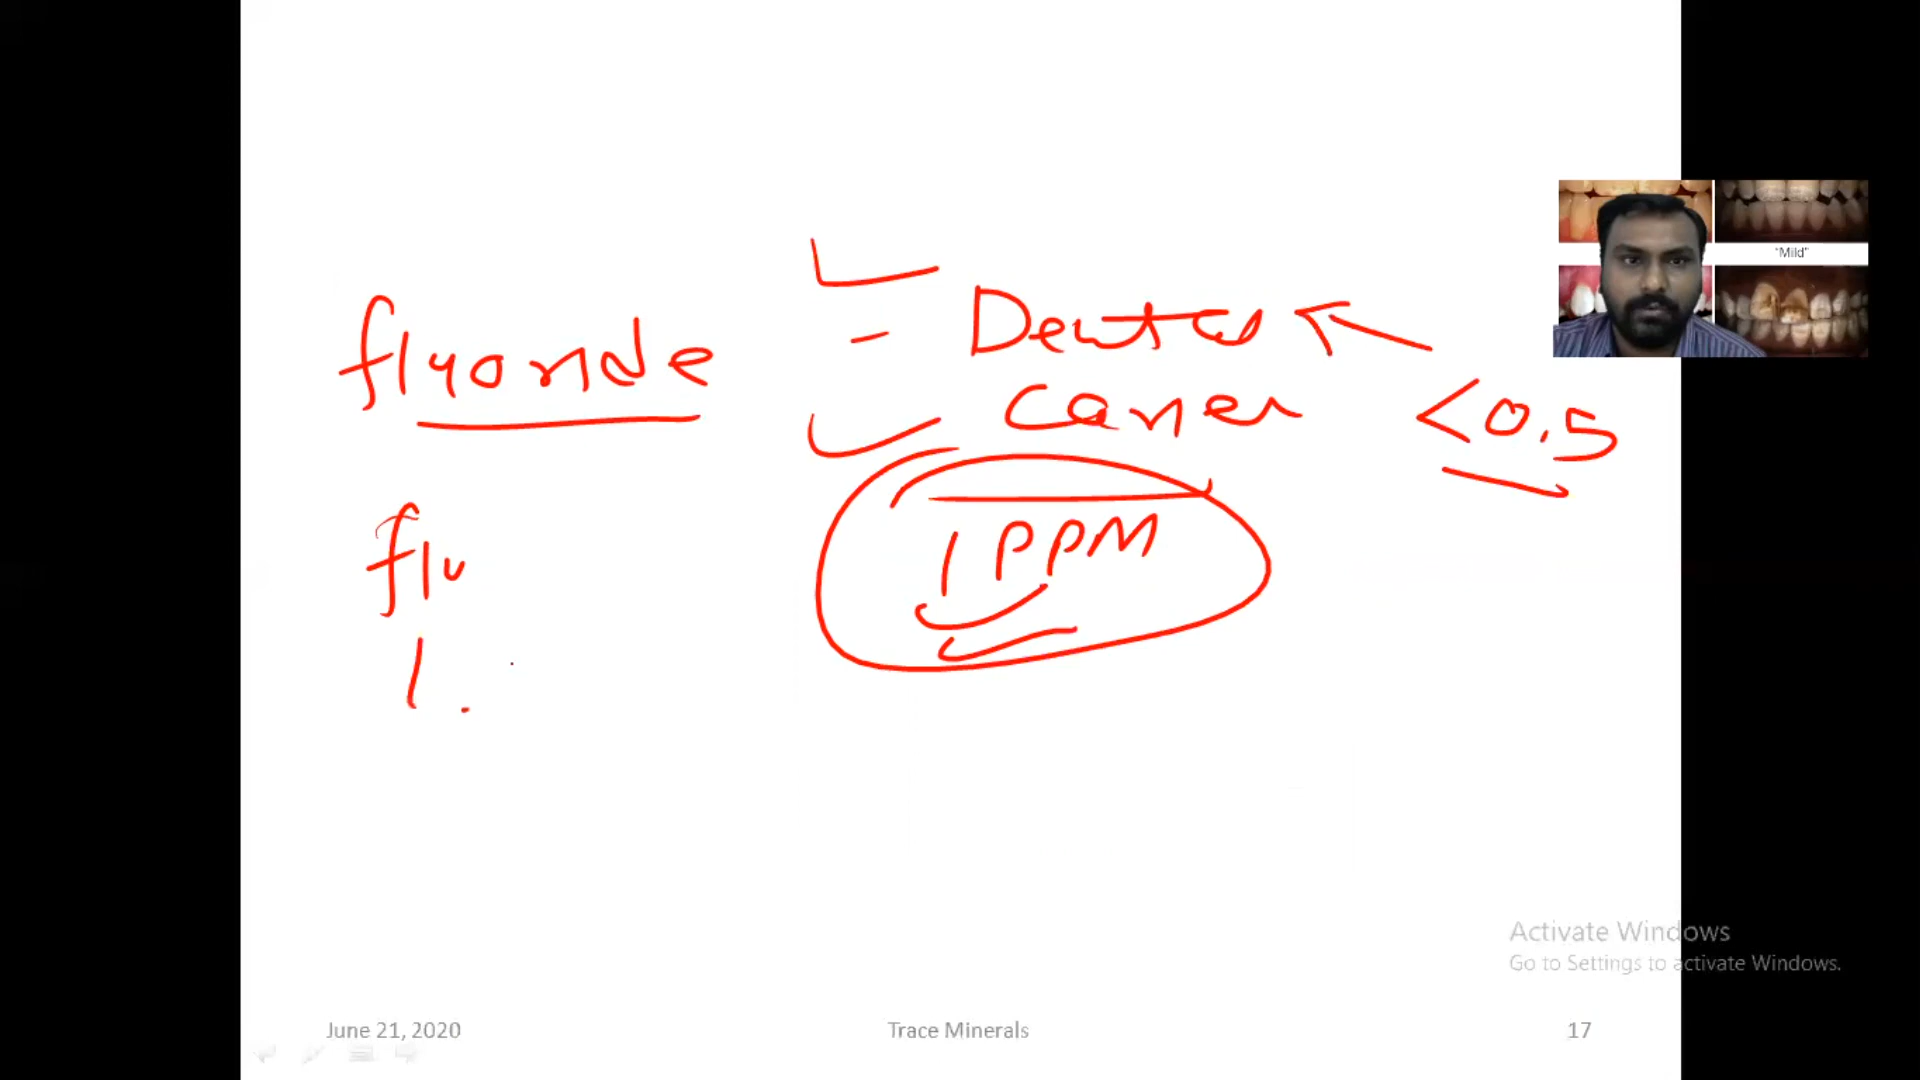 fluoride
- Dental
caries
<0.5
1 PPM
flu
1.
"Mild"
Activate Windows
Go to Settings to activate Windows.
June 21, 2020
Trace Minerals
17